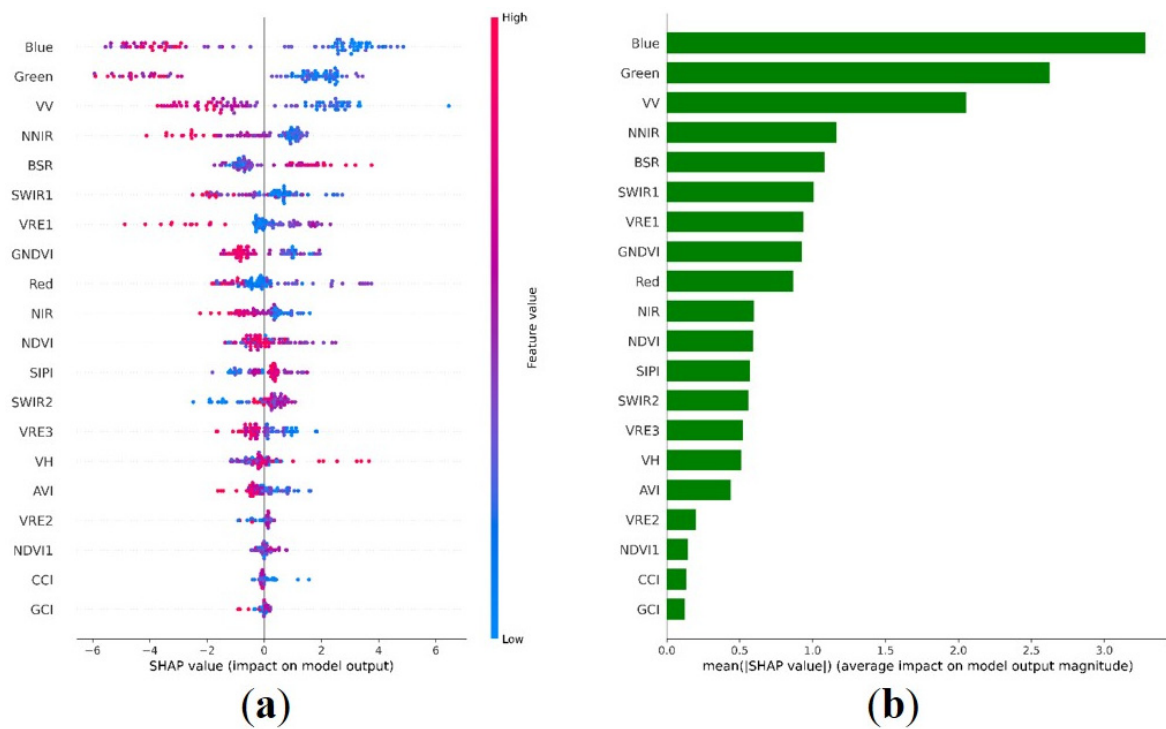 High
Blue
Green
VV
NNIR
BSR
SWIR1
VRE1
GNDVI
Red
NIR
NDVI
SIPI
SWIR2
VRE3
VH
AVI
VRE2
NDVI1
CCI
GCI
Feature value
Low
−6 −4 −2 0 2 4 6
SHAP value (impact on model output)
(a)
Blue
Green
VV
NNIR
BSR
SWIR1
VRE1
GNDVI
Red
NIR
NDVI
SIPI
SWIR2
VRE3
VH
AVI
VRE2
NDVI1
CCI
GCI
0.0 0.5 1.0 1.5 2.0 2.5 3.0
mean(|SHAP value|) (average impact on model output magnitude)
(b)